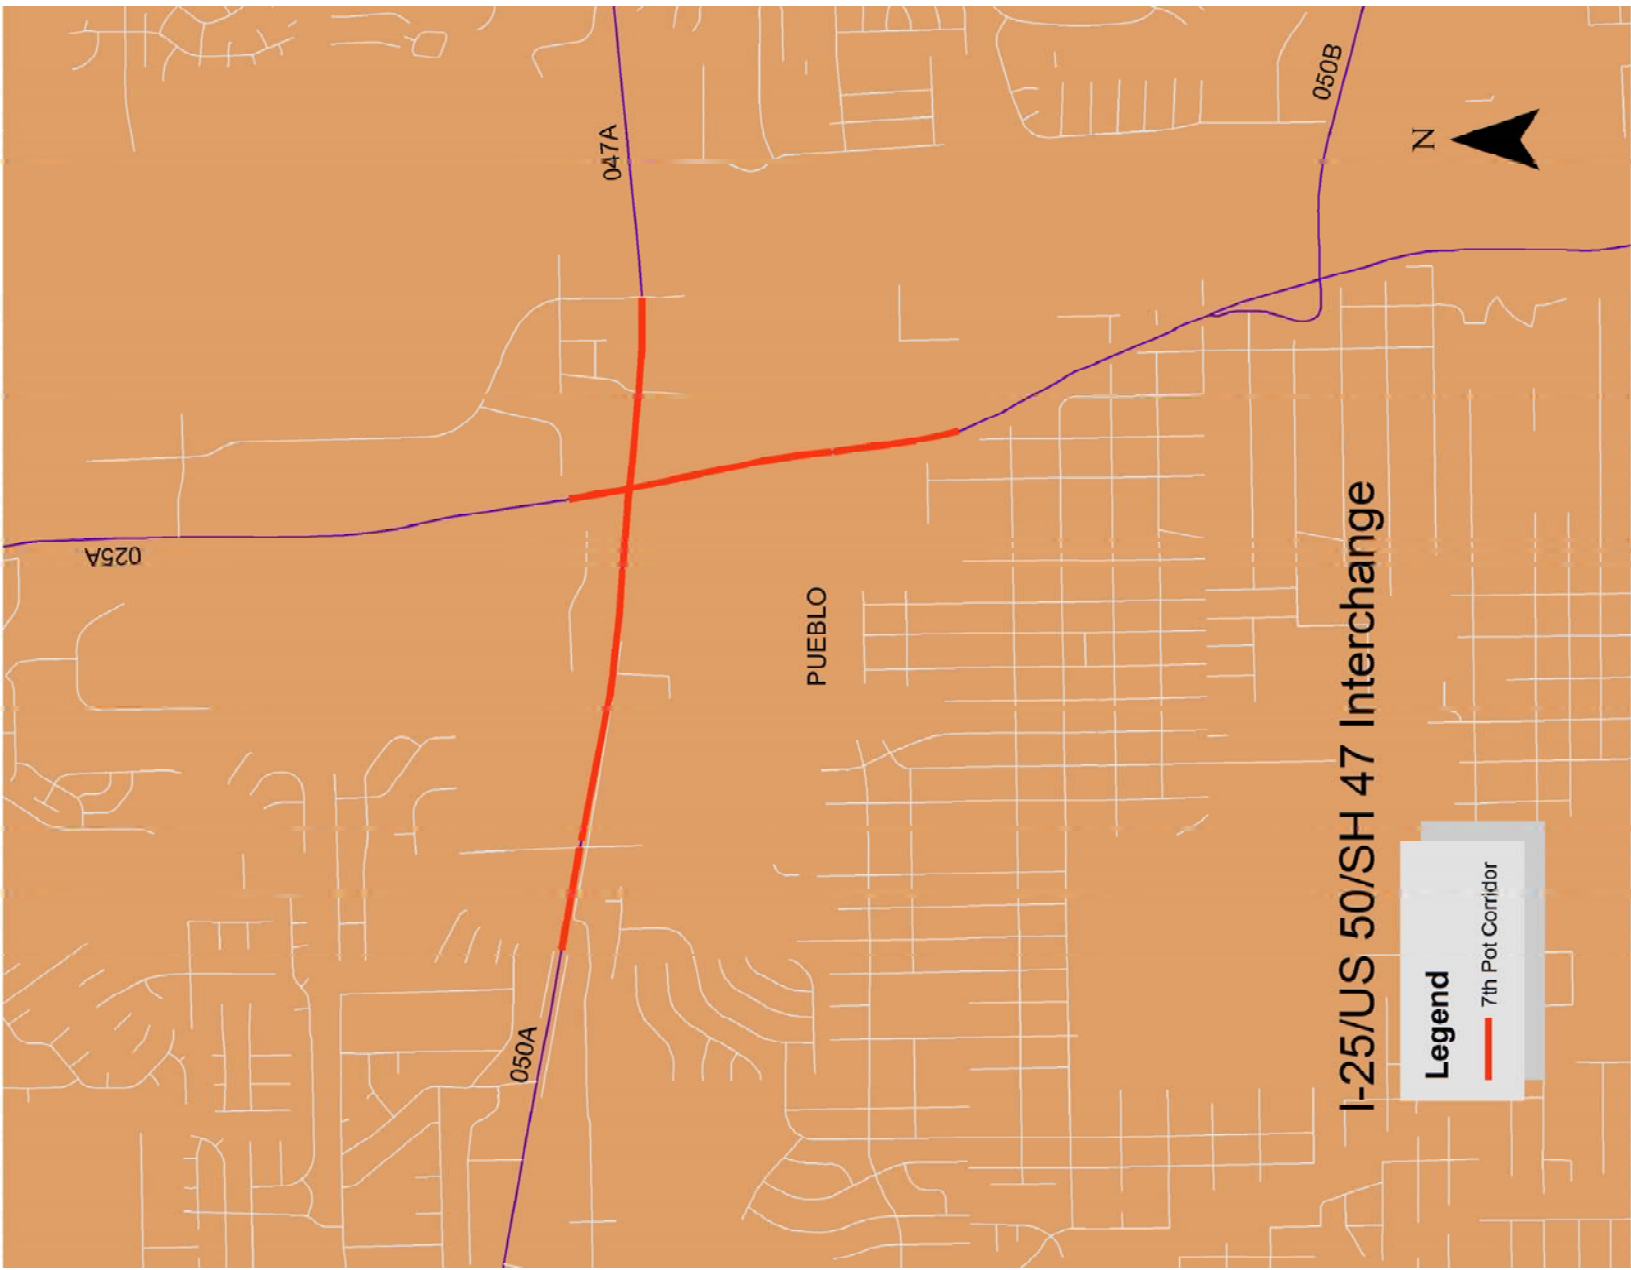 050A
025A
047A
050B
N
PUEBLO
I-25/US 50/SH 47 Interchange
Legend
7th Pot Corridor